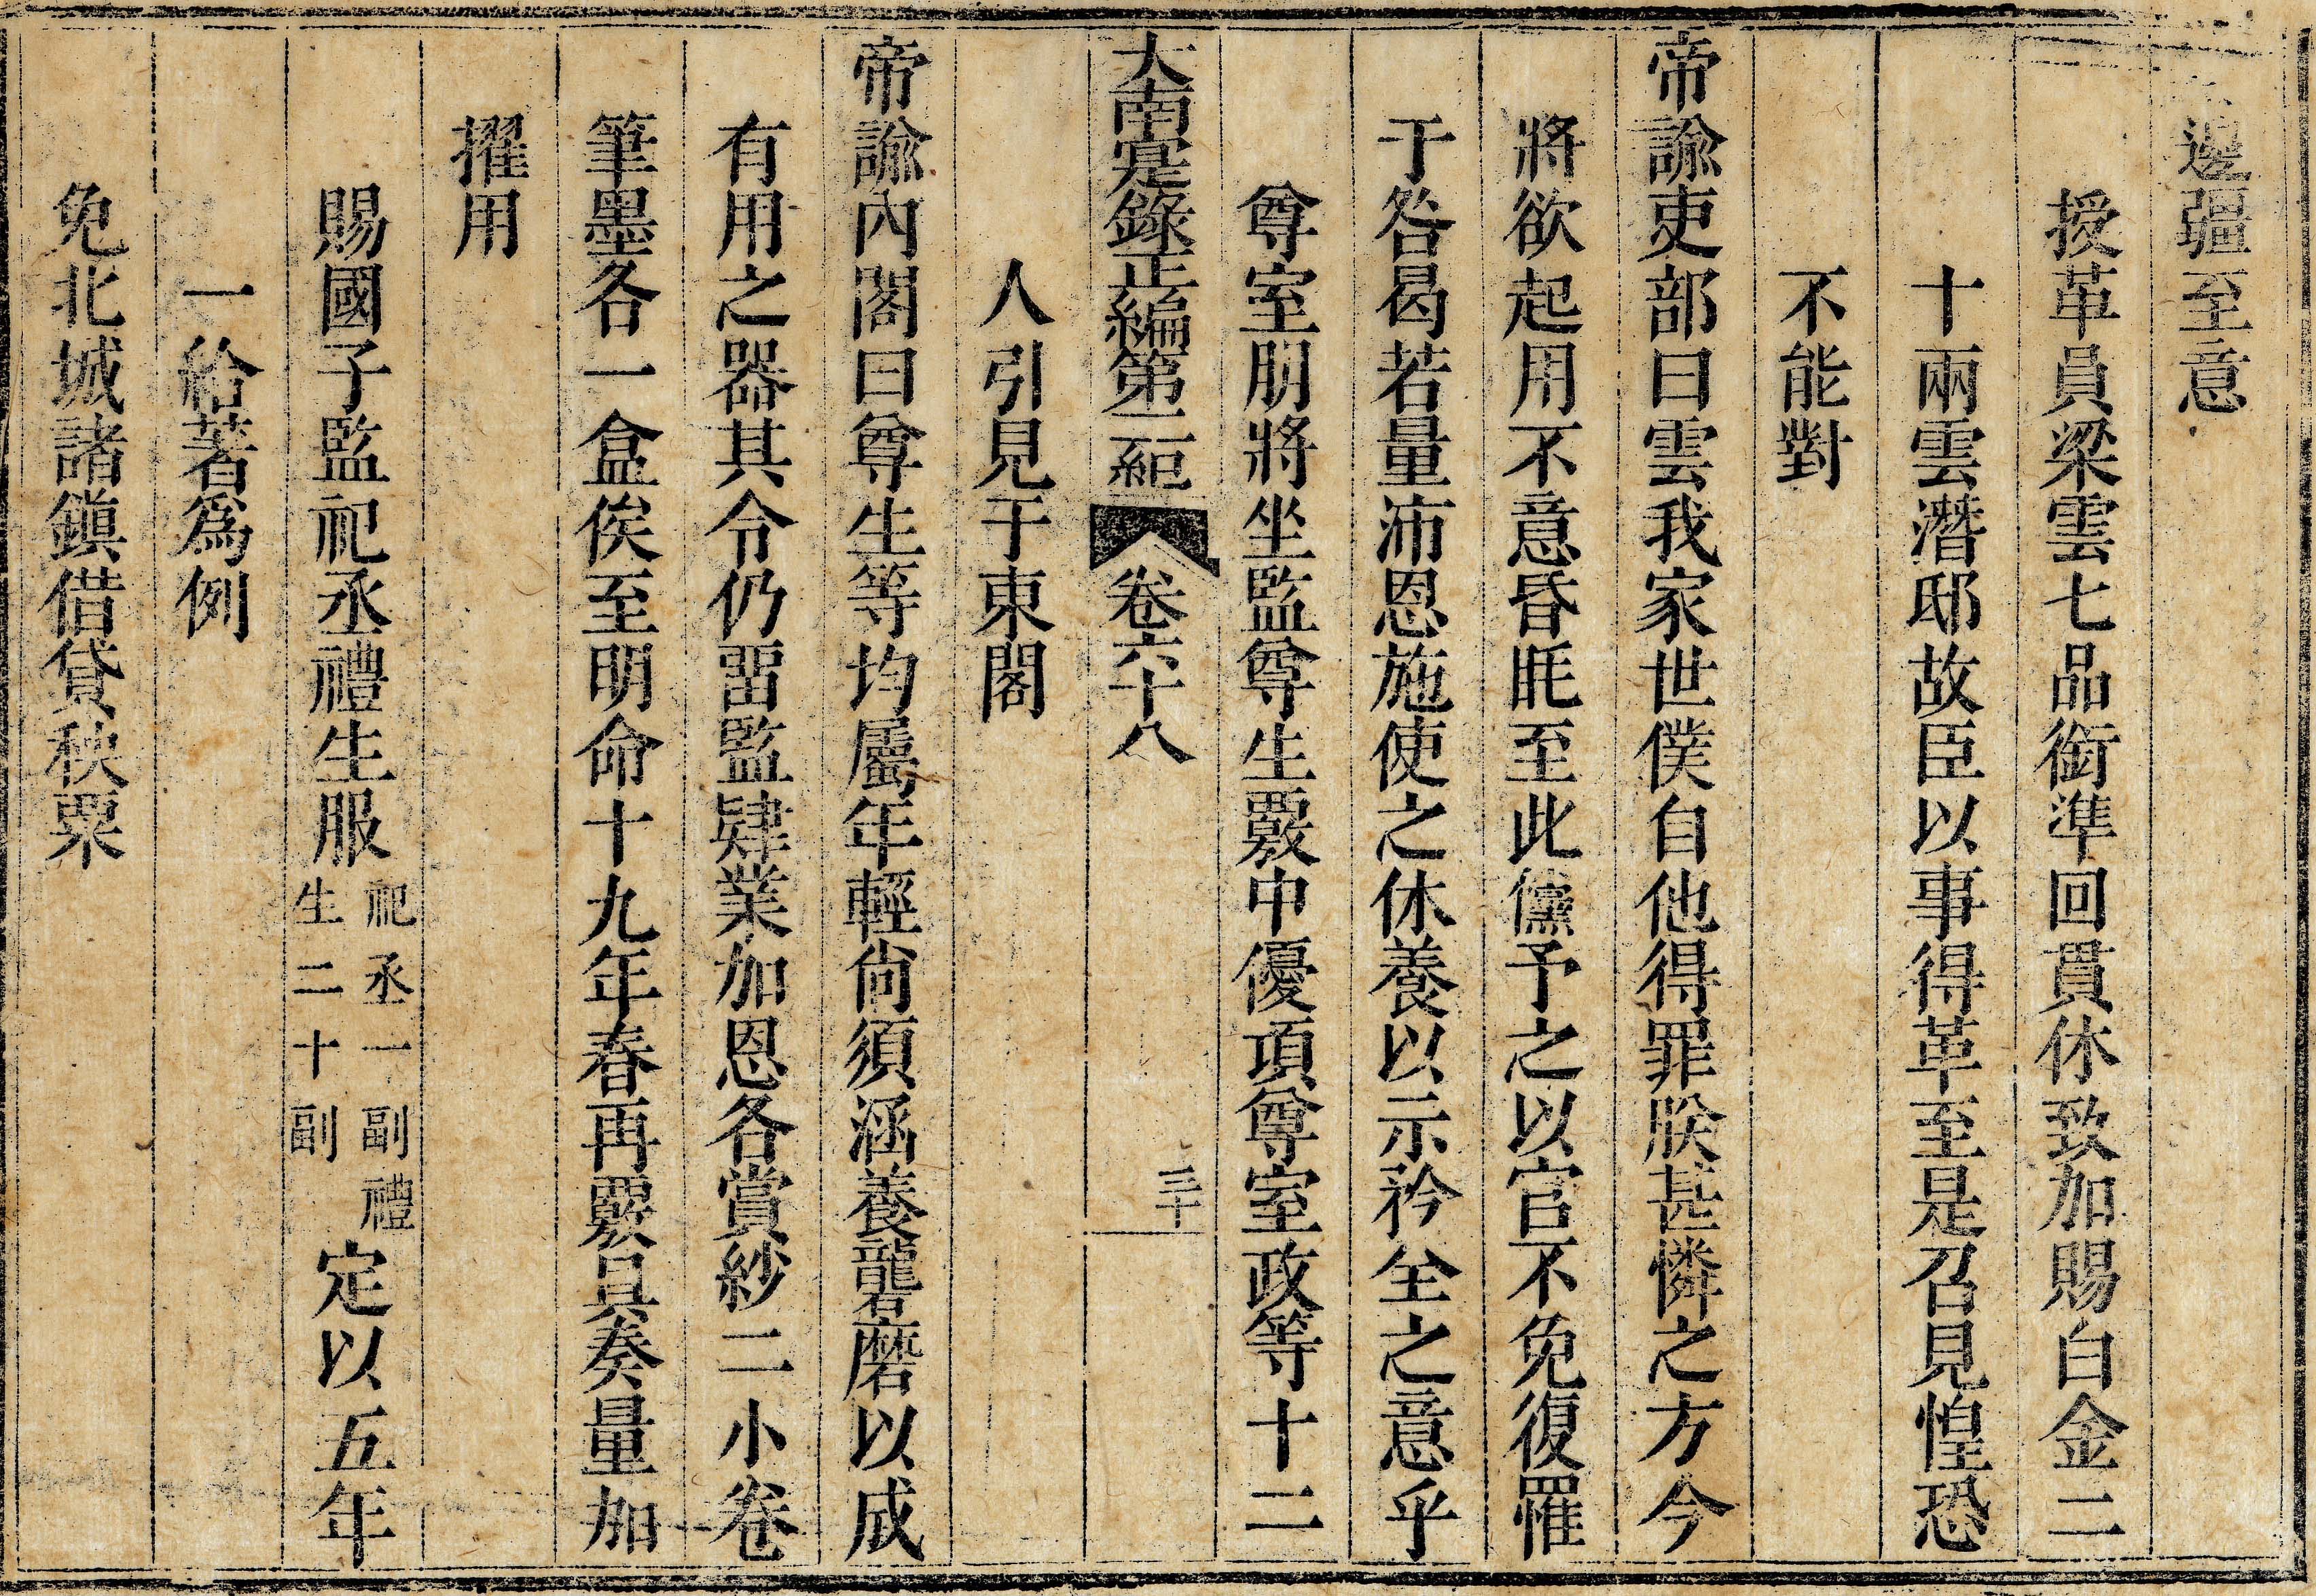 邊疆至意
授革員梁雲七品銜準回貫休致加賜白金二
十兩雲潛邸故臣以事得革至是召見惶恐
不能對
帝諭吏部曰雲我家世僕自他得罪朕甚憐之方今
將欲起用不意昏眊至此儻予之以官不免復罹
于咎曷若量沛恩施使之休養以示矜全之意乎
尊室朋將坐監尊生覈申優項尊室政等十二
大南寔錄正編第二紀 卷六十八 三十
人引見于東閣
帝諭內閣曰尊生等均屬年輕尙須涵養礱磨以成
有用之器其令仍畱監肄業加恩各賞紗二小卷
筆墨各一盒俟至明命十九年春再覈具奏量加
擢用
賜國子監祀丞禮生服祀丞一副禮生二十副定以五年
一給著爲例
免北城諸鎭借貸秧粟